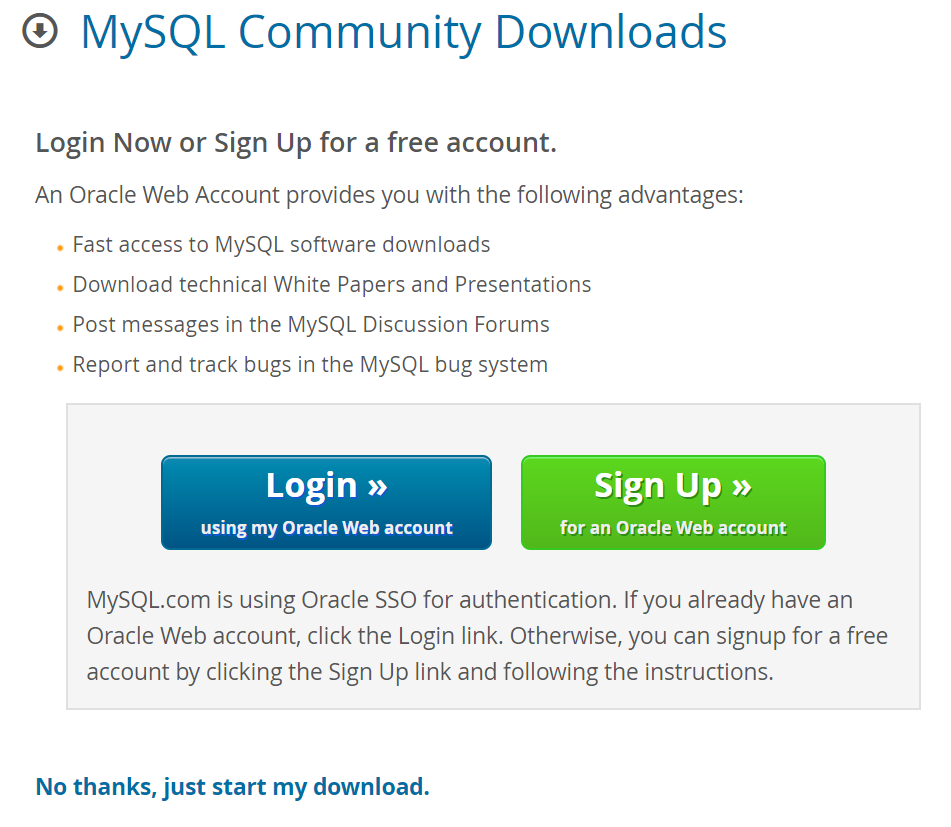 MySQL Community Downloads
Login Now or Sign Up for a free account.
An Oracle Web Account provides you with the following advantages:
Fast access to MySQL software downloads
Download technical White Papers and Presentations
Post messages in the MySQL Discussion Forums
Report and track bugs in the MySQL bug system
Login »
using my Oracle Web account
Sign Up »
for an Oracle Web account
MySQL.com is using Oracle SSO for authentication. If you already have an
Oracle Web account, click the Login link. Otherwise, you can signup for a free
account by clicking the Sign Up link and following the instructions.
No thanks, just start my download.